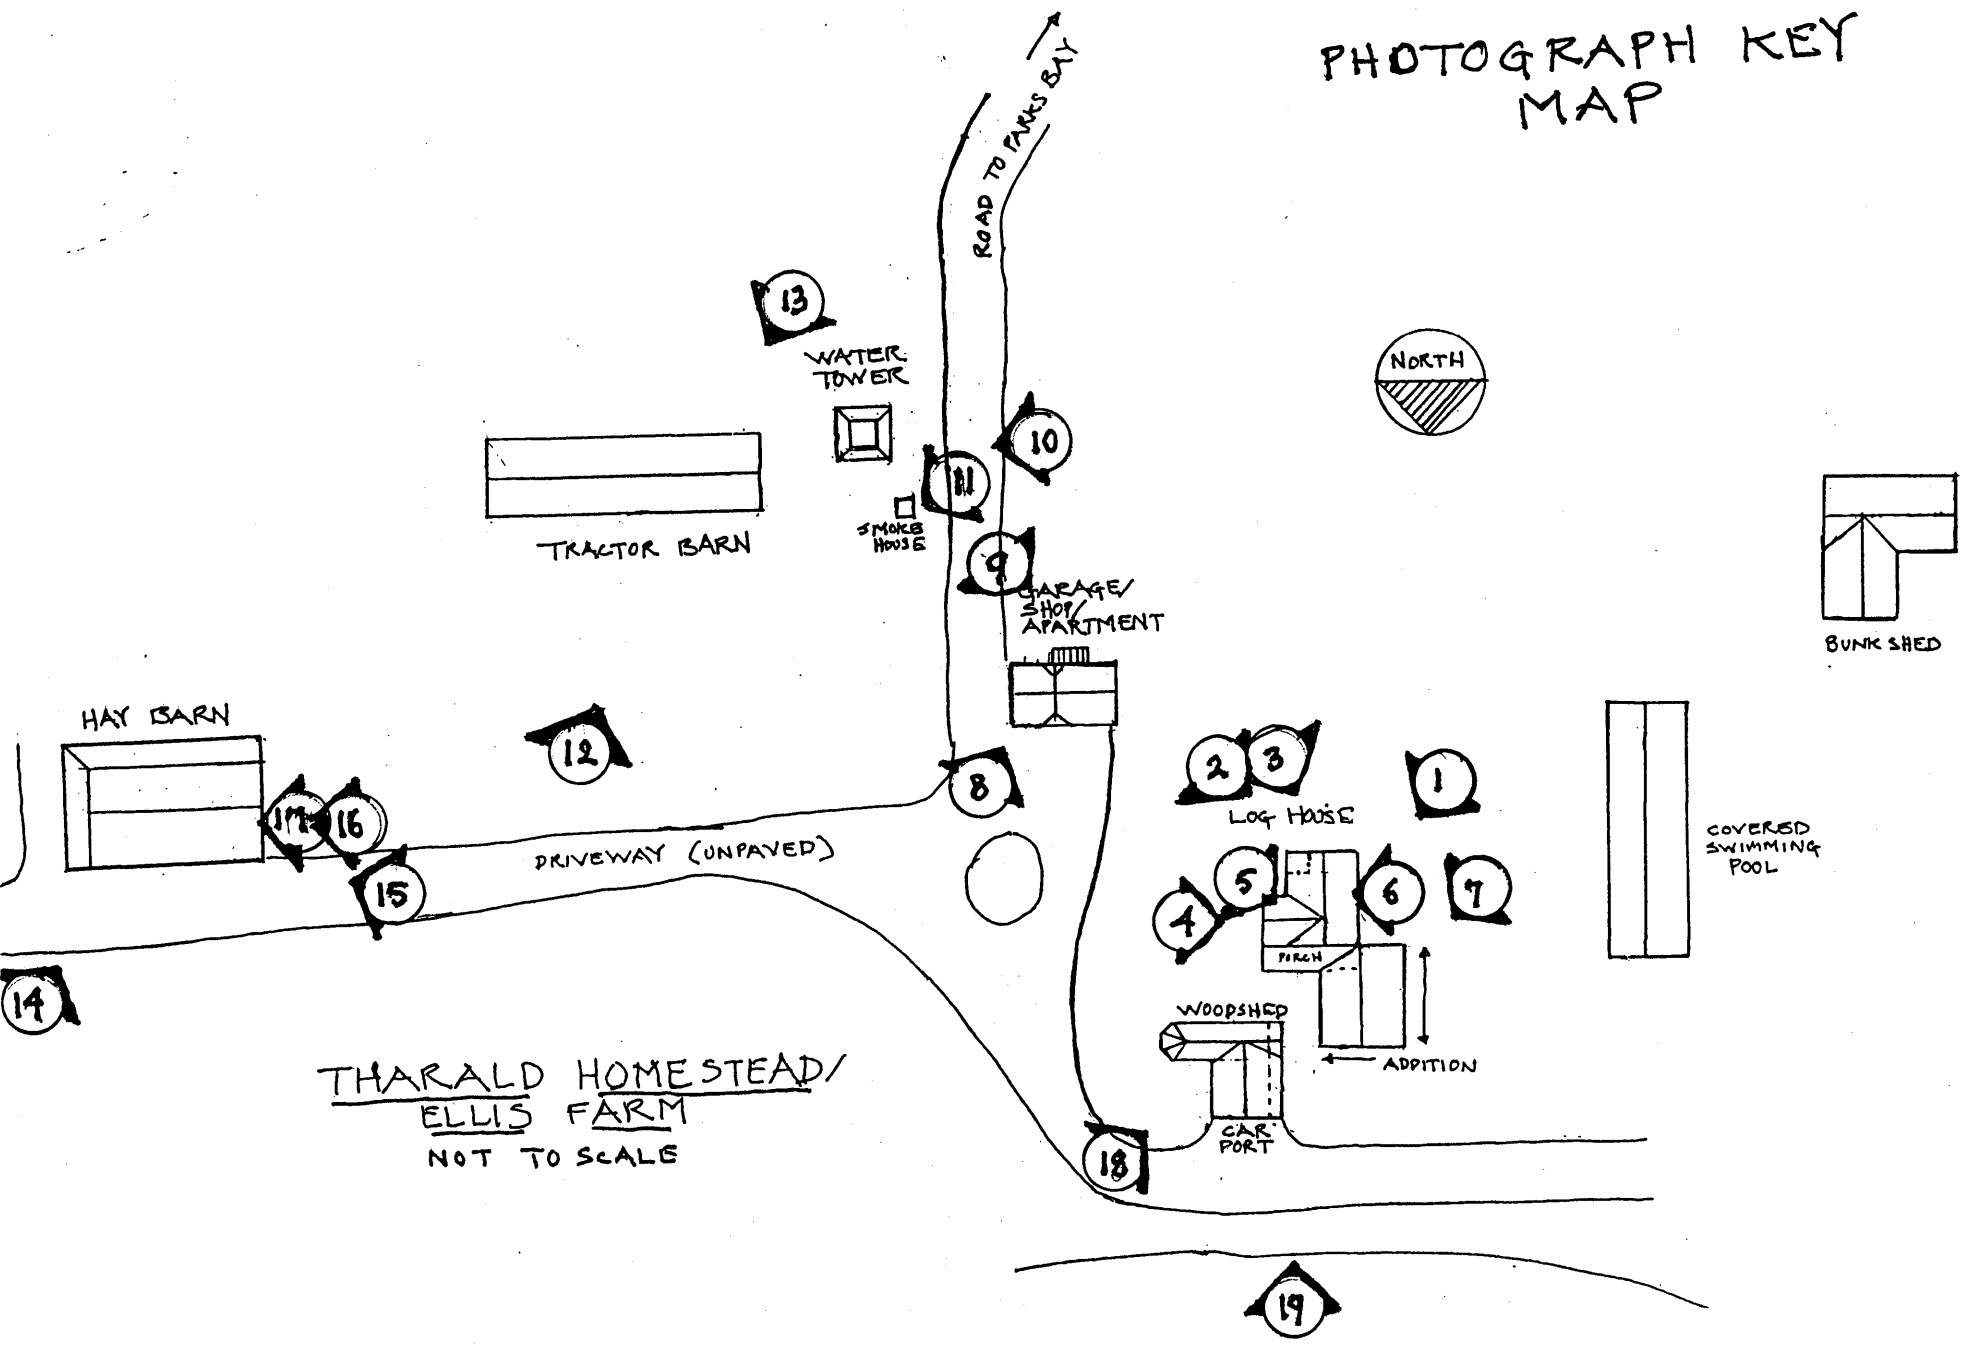 PHOTOGRAPH KEY
MAP
ROAD TO PARKS BAY
13
WATER
TOWER
NORTH
10
11
SMOKE
HOUSE
TRACTOR BARN
9
GARAGE/
SHOP/
APARTMENT
BUNK SHED
HAY BARN
12
8
2
3
1
LOG HOUSE
COVERED
SWIMMING
POOL
17
16
15
DRIVEWAY (UNPAVED)
5
4
6
7
PORCH
14
WOODSHED
ADDITION
THARALD HOMESTEAD/
ELLIS FARM
NOT TO SCALE
CAR
PORT
18
19